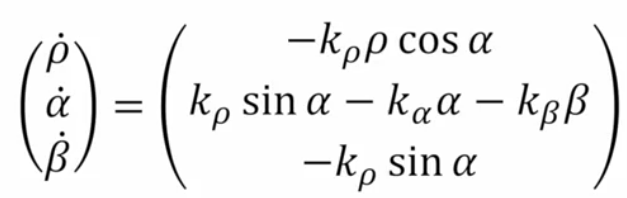 (ρ̇ α̇ β̇) = (−k_ρ ρ cos α
k_ρ sin α − k_α α − k_β β
−k_ρ sin α)